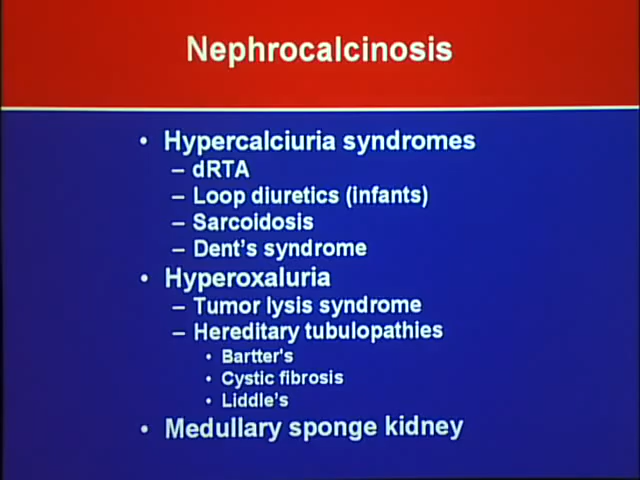 Nephrocalcinosis
• Hypercalciuria syndromes
– dRTA
– Loop diuretics (infants)
– Sarcoidosis
– Dent's syndrome
• Hyperoxaluria
– Tumor lysis syndrome
– Hereditary tubulopathies
• Bartter's
• Cystic fibrosis
• Liddle's
• Medullary sponge kidney